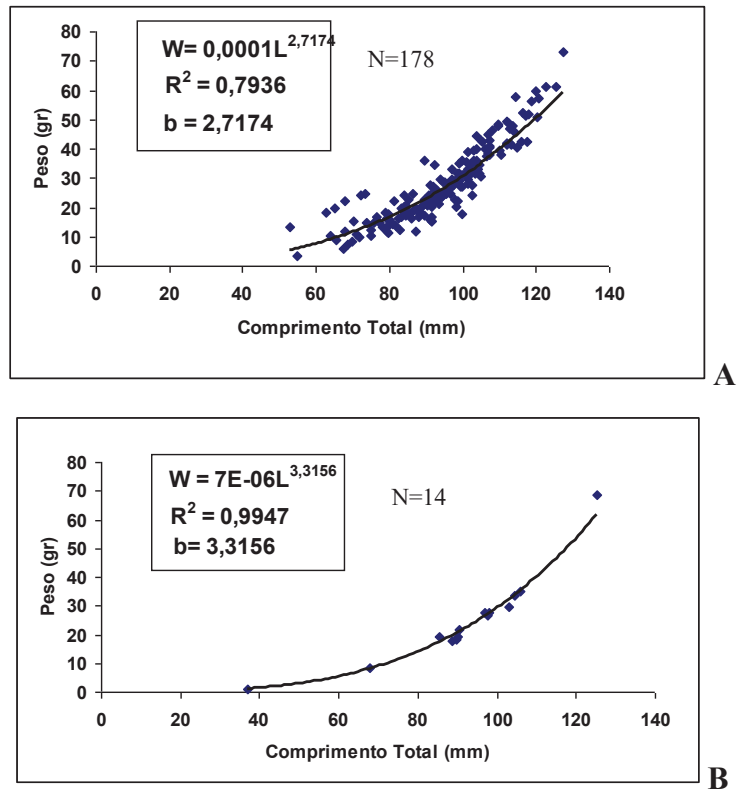 80
70
60
50
40
30
20
10
0
Peso (gr)
W= 0,0001L^2,7174
R² = 0,7936
b = 2,7174
N=178
0 20 40 60 80 100 120 140
Comprimento Total (mm)
A
80
70
60
50
40
30
20
10
0
Peso (gr)
W = 7E-06L^3,3156
R² = 0,9947
b= 3,3156
N=14
0 20 40 60 80 100 120 140
Comprimento Total (mm)
B